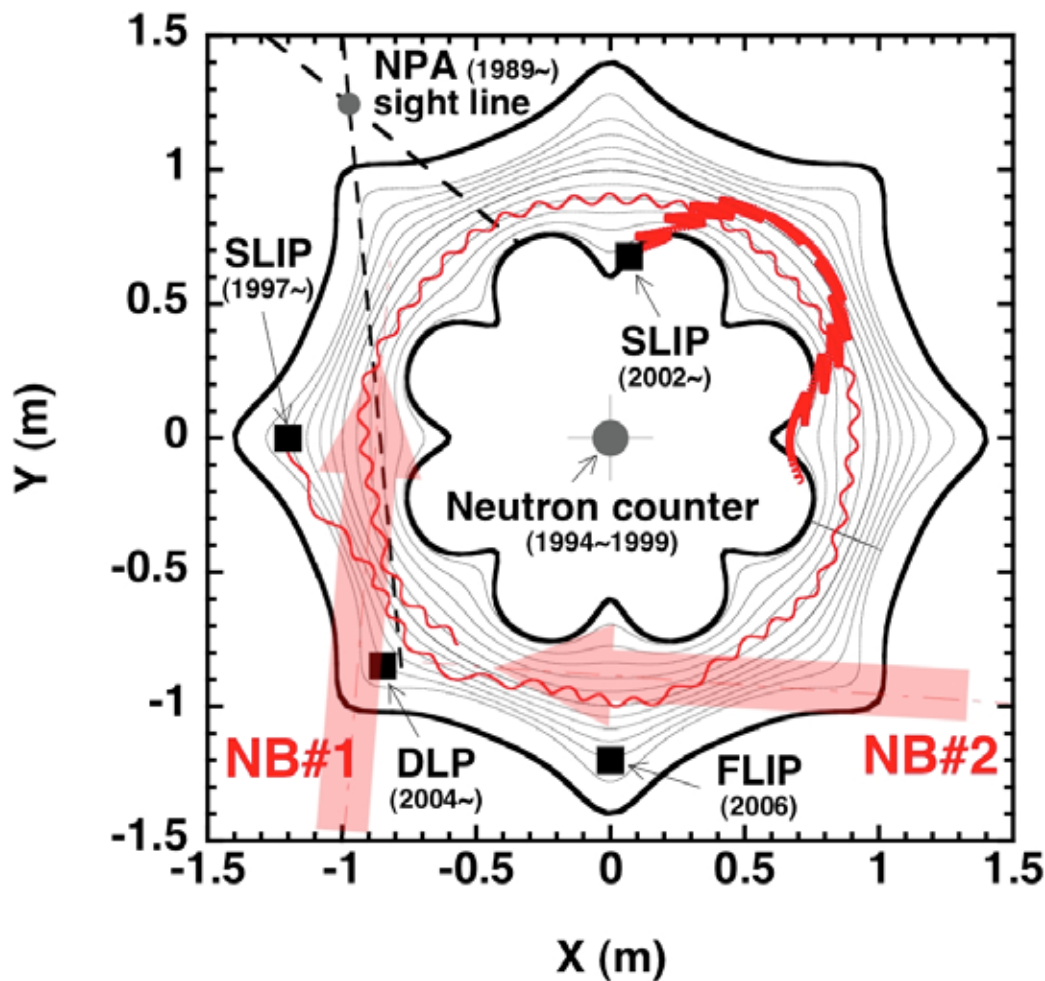 1.5
NPA (1989~)
sight line
1
SLIP
(1997~)
0.5
SLIP
(2002~)
Y (m)
0
Neutron counter
(1994~1999)
-0.5
-1
NB#1
DLP
(2004~)
FLIP
(2006)
NB#2
-1.5
-1.5 -1 -0.5 0 0.5 1 1.5
X (m)